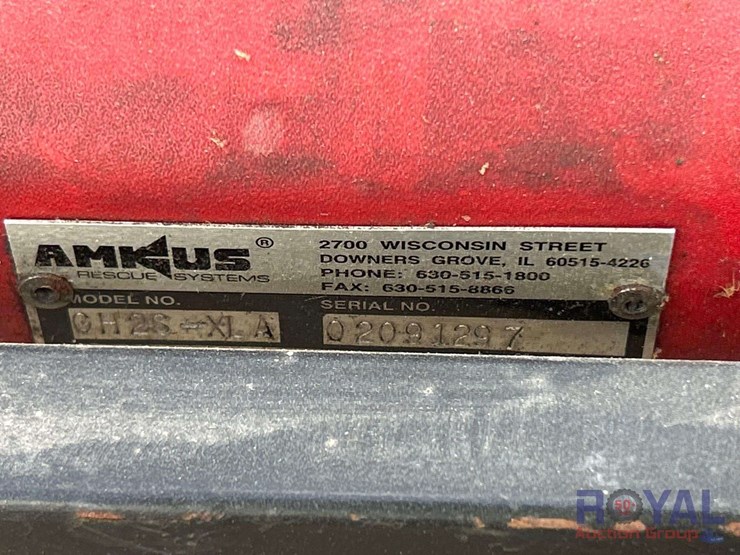 AMKUS® 2700 WISCONSIN STREET
RESCUE SYSTEMS DOWNERS GROVE, IL 60515-4226
PHONE: 630-515-1800
FAX: 630-515-8866
MODEL NO. SERIAL NO.
GH2S-XLA 02091297
ROYAL
Auction Group